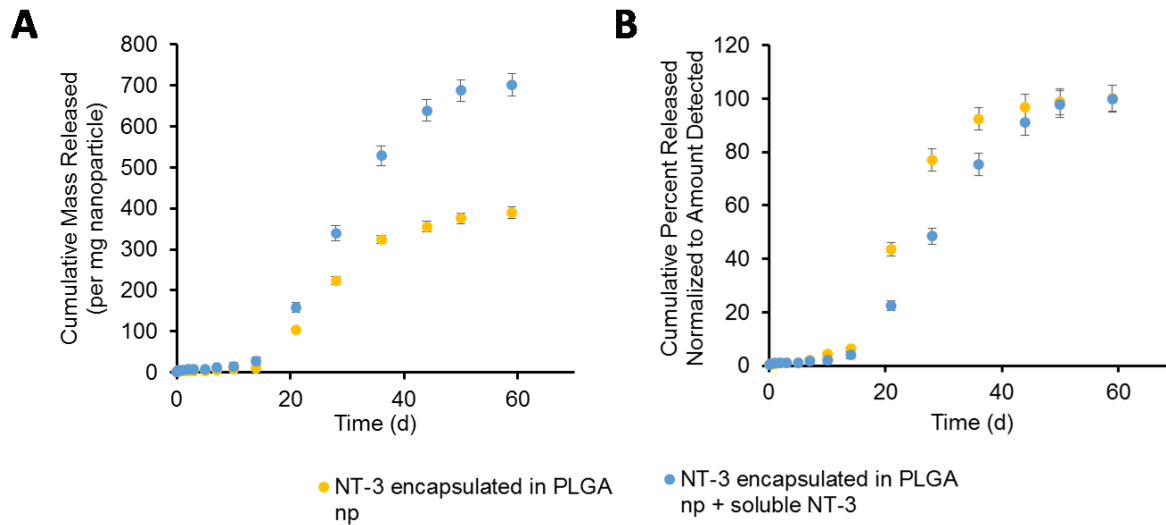 A
Cumulative Mass Released
(per mg nanoparticle)
800
700
600
500
400
300
200
100
0
0
20
40
60
Time (d)
B
Cumulative Percent Released
Normalized to Amount Detected
120
100
80
60
40
20
0
0
20
40
60
Time (d)
NT-3 encapsulated in PLGA
np
NT-3 encapsulated in PLGA
np + soluble NT-3